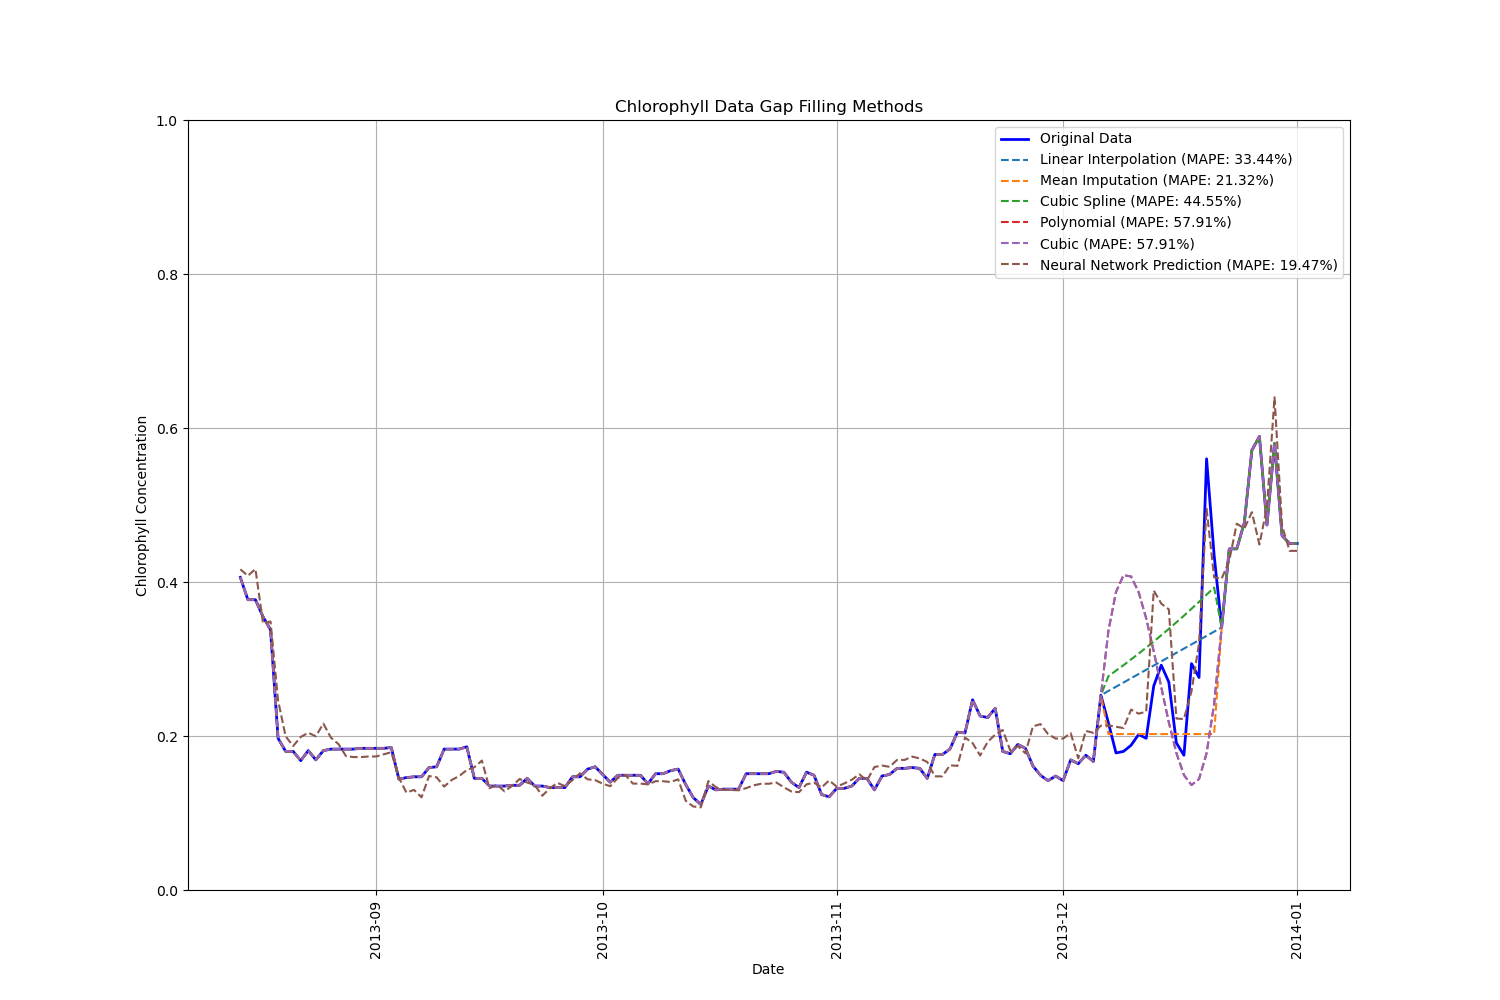 Chlorophyll Data Gap Filling Methods
Original Data
Linear Interpolation (MAPE: 33.44%)
Mean Imputation (MAPE: 21.32%)
Cubic Spline (MAPE: 44.55%)
Polynomial (MAPE: 57.91%)
Cubic (MAPE: 57.91%)
Neural Network Prediction (MAPE: 19.47%)
Chlorophyll Concentration
1.0
0.8
0.6
0.4
0.2
0.0
2013-09
2013-10
2013-11
2013-12
2014-01
Date